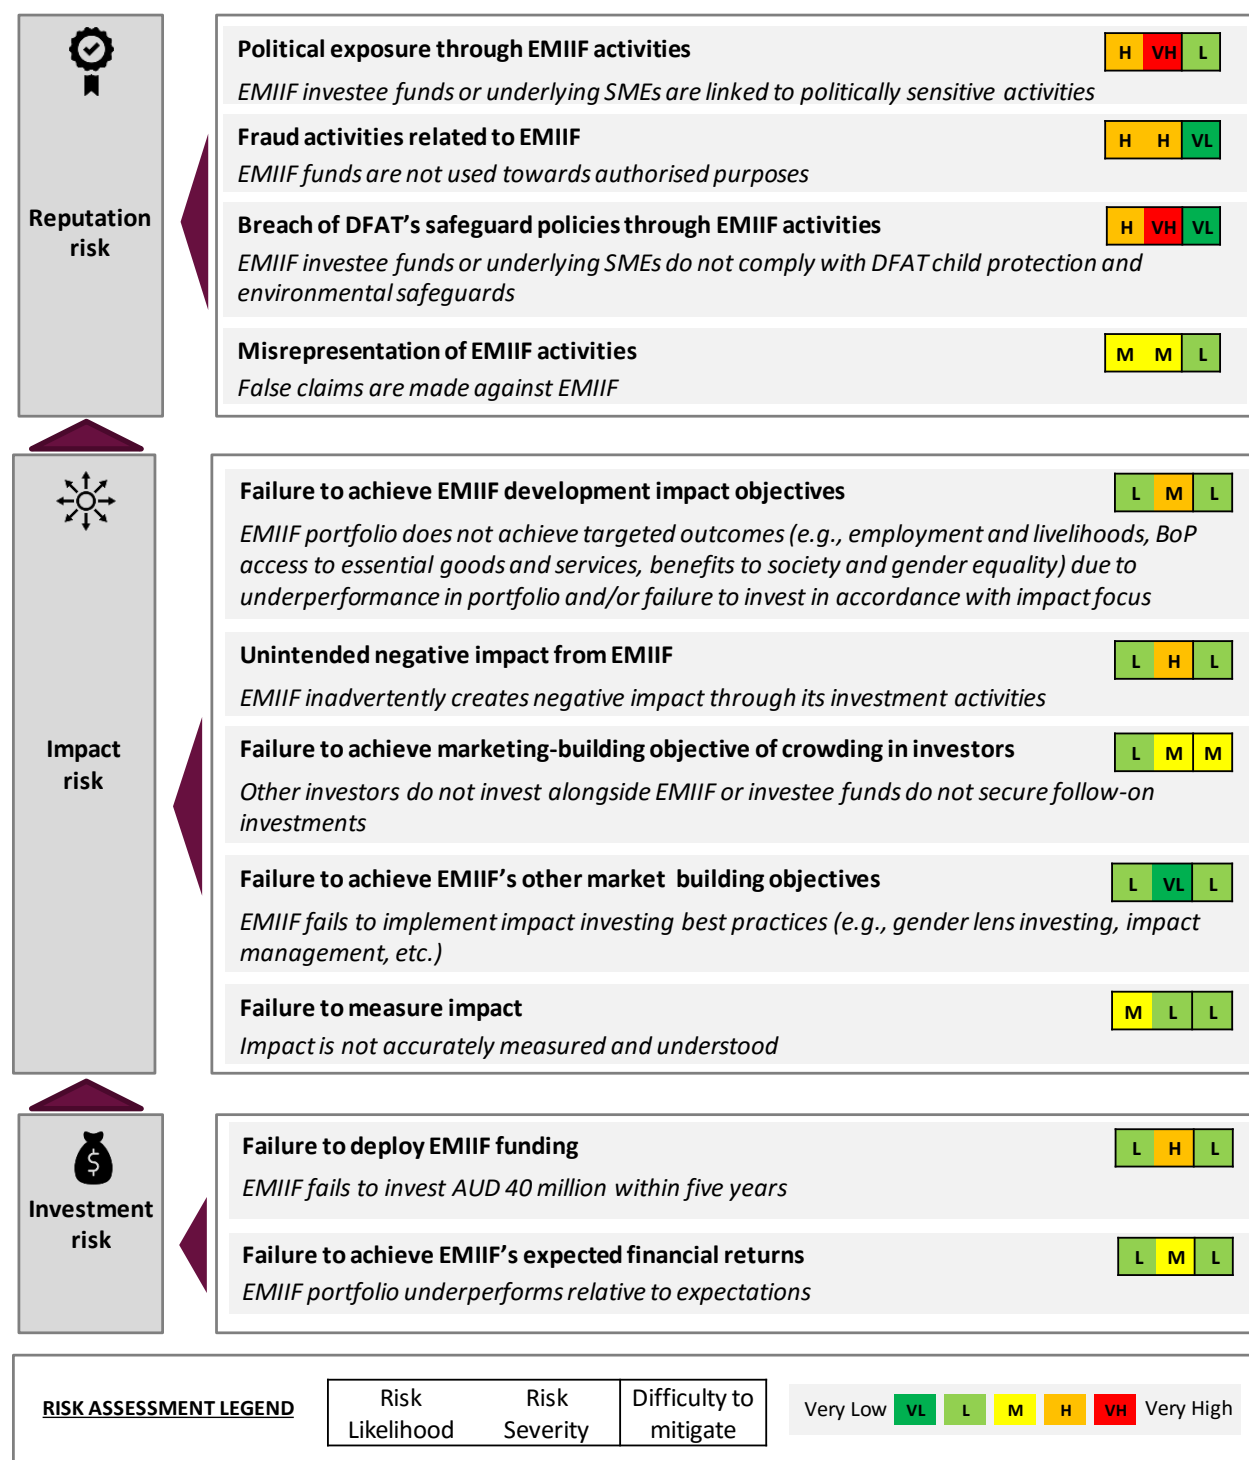 Reputation
risk
Political exposure through EMIIF activities
H VH L
EMIIF investee funds or underlying SMEs are linked to politically sensitive activities
Fraud activities related to EMIIF
H H VL
EMIIF funds are not used towards authorised purposes
Breach of DFAT’s safeguard policies through EMIIF activities
H VH VL
EMIIF investee funds or underlying SMEs do not comply with DFAT child protection and
environmental safeguards
Misrepresentation of EMIIF activities
M M L
False claims are made against EMIIF
Impact
risk
Failure to achieve EMIIF development impact objectives
L M L
EMIIF portfolio does not achieve targeted outcomes (e.g., employment and livelihoods, BoP
access to essential goods and services, benefits to society and gender equality) due to
underperformance in portfolio and/or failure to invest in accordance with impact focus
Unintended negative impact from EMIIF
L H L
EMIIF inadvertently creates negative impact through its investment activities
Failure to achieve marketing-building objective of crowding in investors
L M M
Other investors do not invest alongside EMIIF or investee funds do not secure follow-on
investments
Failure to achieve EMIIF’s other market building objectives
L VL L
EMIIF fails to implement impact investing best practices (e.g., gender lens investing, impact
management, etc.)
Failure to measure impact
M L L
Impact is not accurately measured and understood
$
Investment
risk
Failure to deploy EMIIF funding
L H L
EMIIF fails to invest AUD 40 million within five years
Failure to achieve EMIIF’s expected financial returns
L M L
EMIIF portfolio underperforms relative to expectations
RISK ASSESSMENT LEGEND
Risk
Likelihood
Risk
Severity
Difficulty to
mitigate
Very Low VL L M H VH Very High